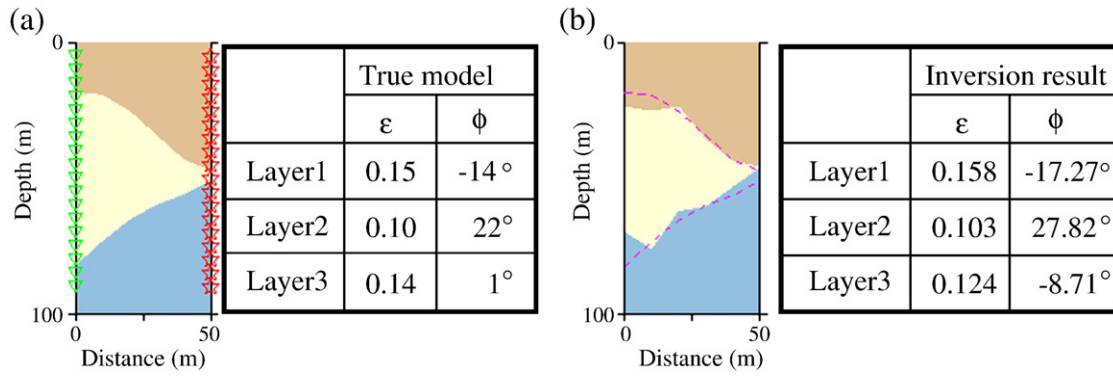 (a)
0
Depth (m)
100
0
50
Distance (m)
True model
ε
ϕ
Layer1
0.15
-14°
Layer2
0.10
22°
Layer3
0.14
1°
(b)
0
Depth (m)
100
0
50
Distance (m)
Inversion result
ε
ϕ
Layer1
0.158
-17.27°
Layer2
0.103
27.82°
Layer3
0.124
-8.71°